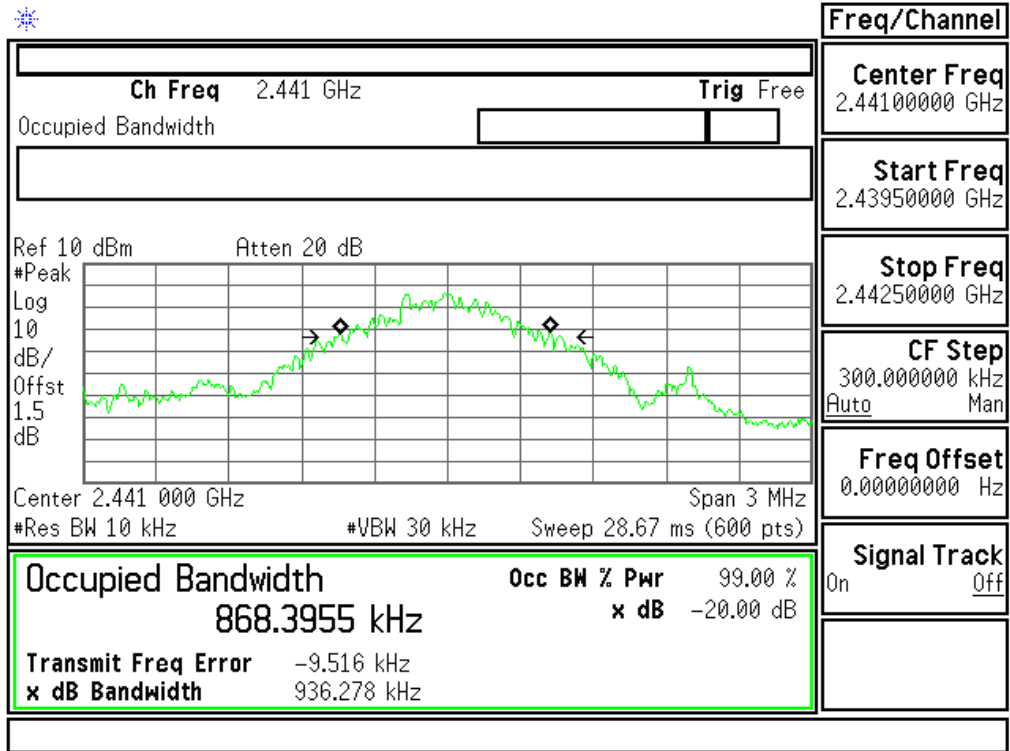 Freq/Channel
Ch Freq 2.441 GHz Trig Free
Occupied Bandwidth
Center Freq
2.44100000 GHz
Start Freq
2.43950000 GHz
Stop Freq
2.44250000 GHz
CF Step
300.000000 kHz
Auto Man
Freq Offset
0.00000000 Hz
Signal Track
On Off
Ref 10 dBm Atten 20 dB
#Peak
Log
10
dB/
Offst
1.5
dB
Center 2.441 000 GHz Span 3 MHz
#Res BW 10 kHz #VBW 30 kHz Sweep 28.67 ms (600 pts)
Occupied Bandwidth Occ BW % Pwr 99.00 %
868.3955 kHz x dB -20.00 dB
Transmit Freq Error -9.516 kHz
x dB Bandwidth 936.278 kHz